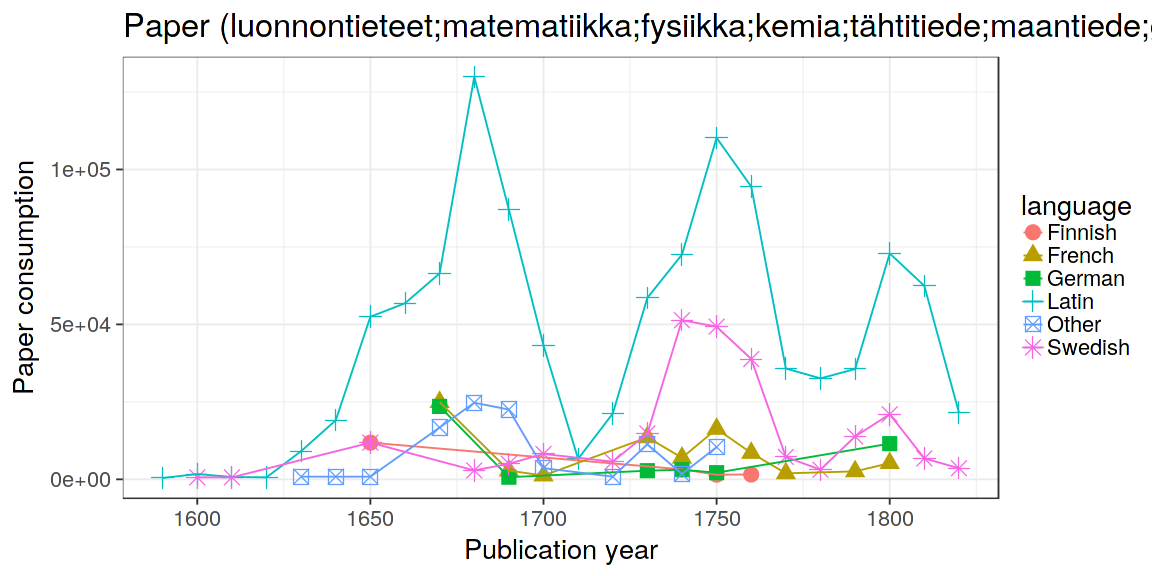 Paper (luonnontieteet;matematiikka;fysiikka;kemia;tähtitiede;maantiede;
Paper consumption
1e+05
5e+04
0e+00
1600 1650 1700 1750 1800
Publication year
language
Finnish
French
German
Latin
Other
Swedish